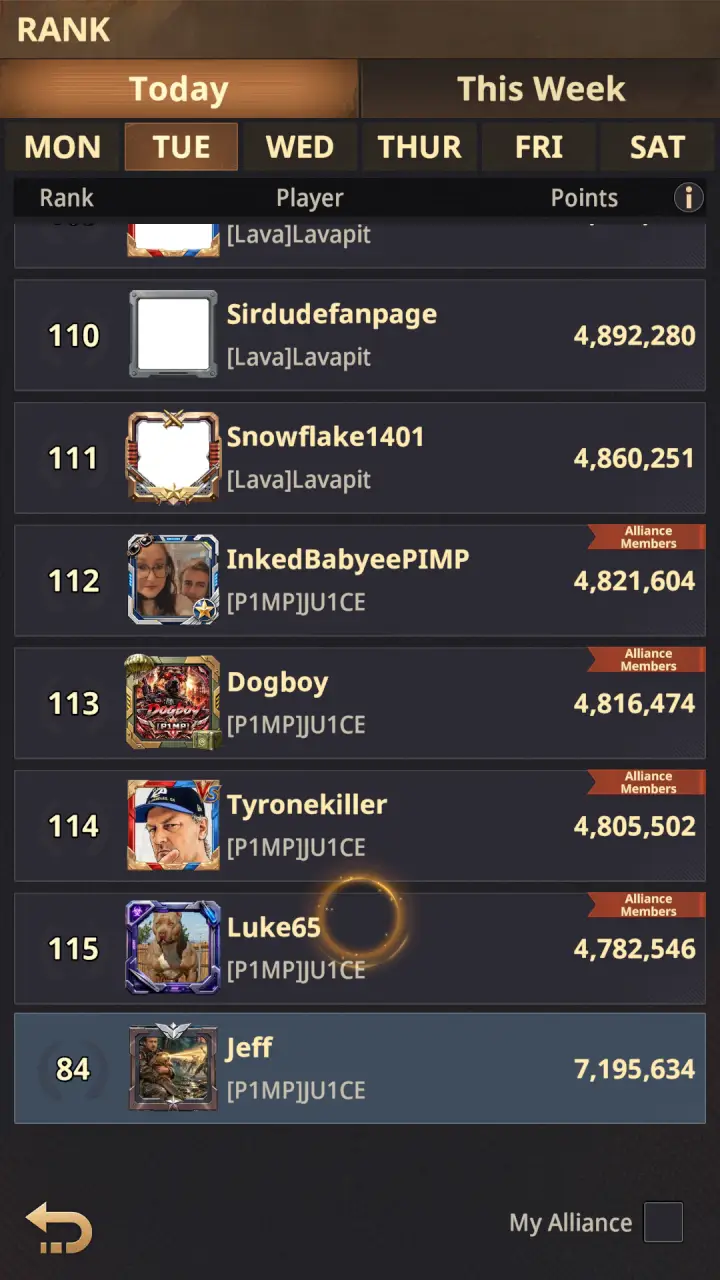 RANK
Today
This Week
MON
TUE
WED
THUR
FRI
SAT
Rank
Player
Points
[Lava]Lavapit
110
Sirdudefanpage
[Lava]Lavapit
4,892,280
111
Snowflake1401
[Lava]Lavapit
4,860,251
112
InkedBabyeePIMP
[P1MP]JU1CE
Alliance
Members
4,821,604
113
DOGBOY
[P1MP]
Dogboy
[P1MP]JU1CE
Alliance
Members
4,816,474
114
VS
Tyronekiller
[P1MP]JU1CE
Alliance
Members
4,805,502
115
Luke65
[P1MP]JU1CE
Alliance
Members
4,782,546
84
Jeff
[P1MP]JU1CE
7,195,634
My Alliance